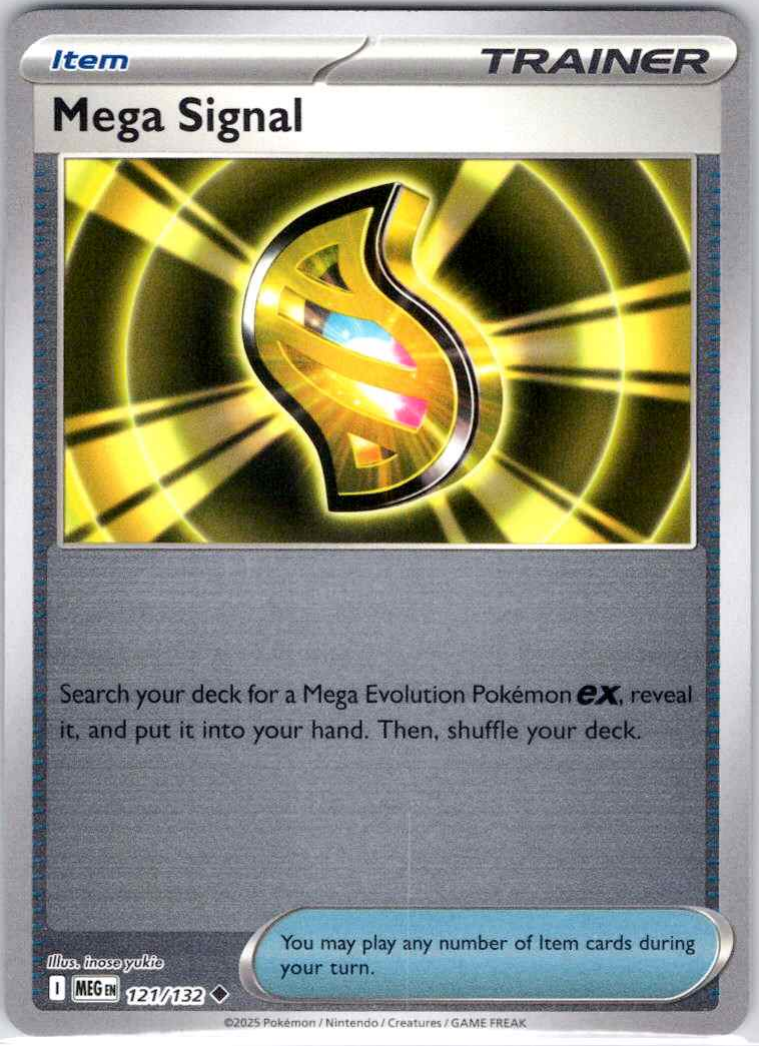 Item TRAINER
Mega Signal
Search your deck for a Mega Evolution Pokémon ex, reveal
it, and put it into your hand. Then, shuffle your deck.
You may play any number of Item cards during
your turn.
Illus. inose yukie
I MEG EN 121/132
©2025 Pokémon / Nintendo / Creatures / GAME FREAK